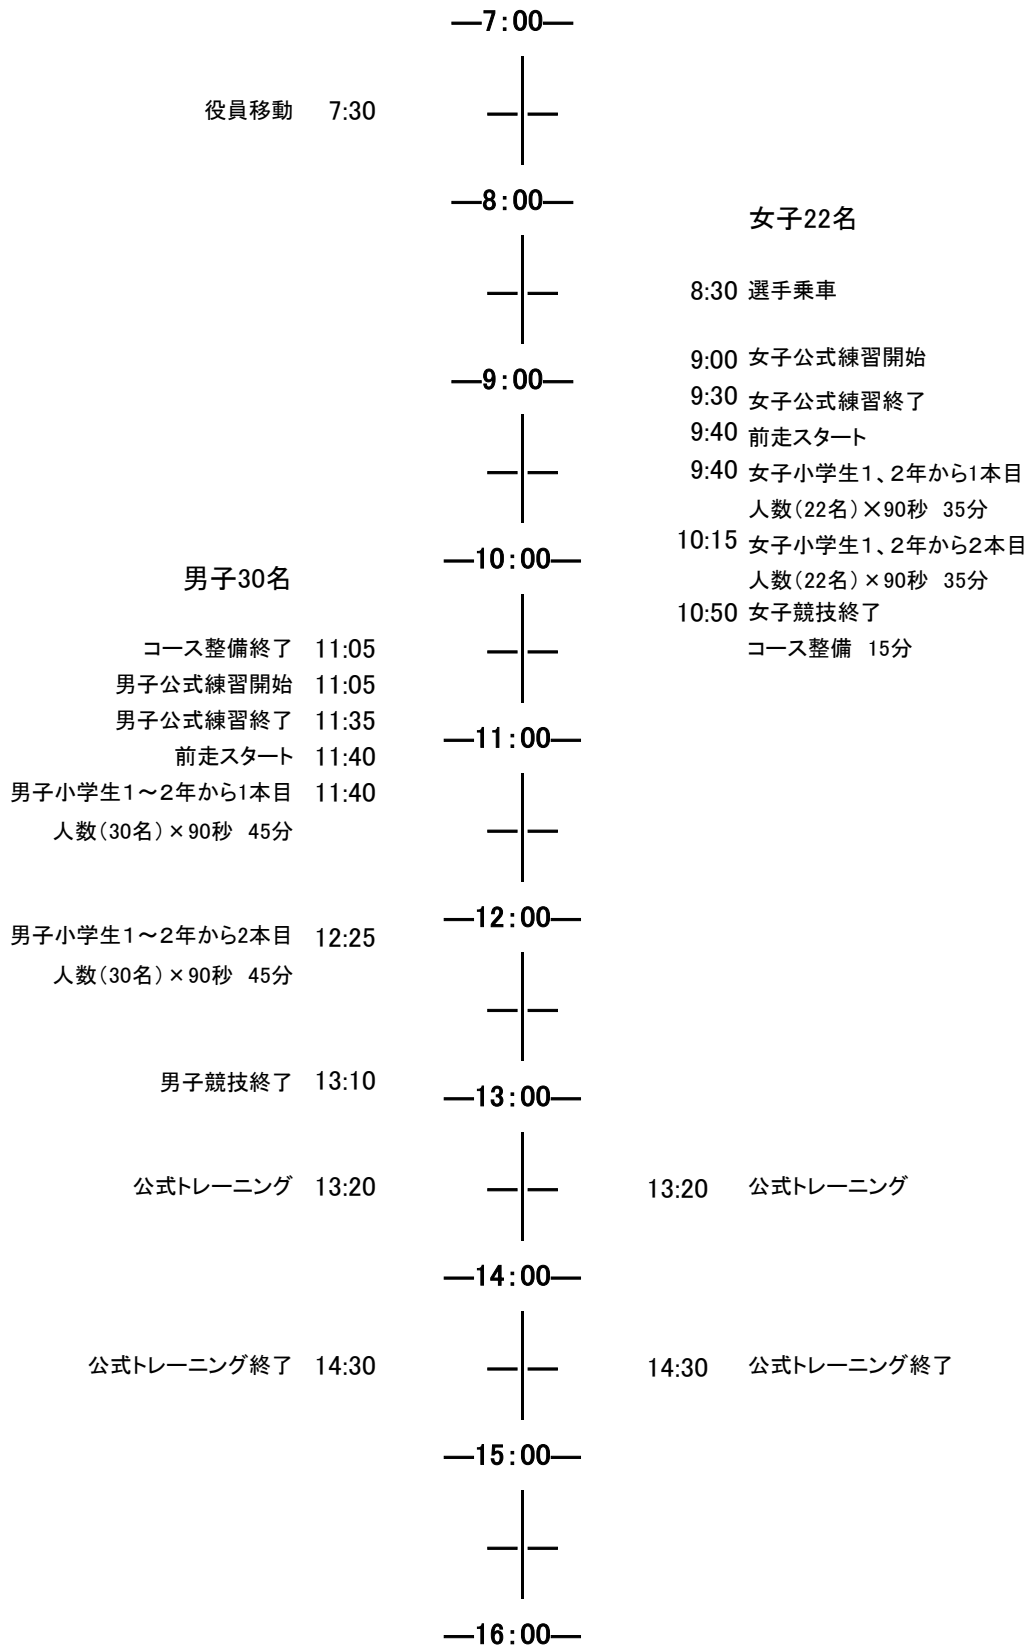 7:00
役員移動 7:30
8:00
女子22名
8:30 選手乗車
9:00 女子公式練習開始
9:00
9:30 女子公式練習終了
9:40 前走スタート
9:40 女子小学生１、２年から1本目
人数（22名）×90秒 35分
10:15 女子小学生１、２年から２本目
10:00
男子30名
人数（22名）×90秒 35分
10:50 女子競技終了
コース整備終了 11:05
コース整備 15分
男子公式練習開始 11:05
男子公式練習終了 11:35
11:00
前走スタート 11:40
男子小学生１～２年から1本目 11:40
人数（30名）×90秒 45分
12:00
男子小学生１～２年から2本目 12:25
人数（30名）×90秒 45分
男子競技終了 13:10
13:00
公式トレーニング 13:20
13:20 公式トレーニング
14:00
公式トレーニング終了 14:30
14:30 公式トレーニング終了
15:00
16:00